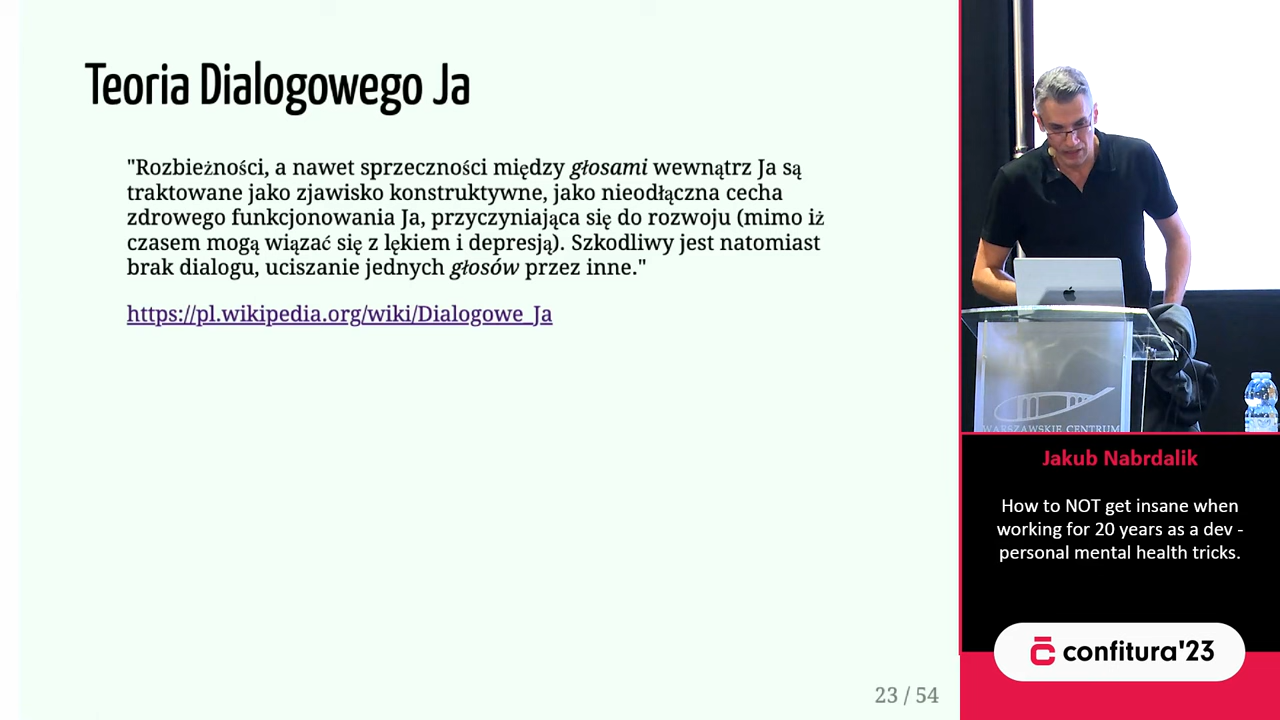 Teoria Dialogowego Ja
"Rozbieżności, a nawet sprzeczności między głosami wewnątrz Ja są
traktowane jako zjawisko konstruktywne, jako nieodłączna cecha
zdrowego funkcjonowania Ja, przyczyniająca się do rozwoju (mimo iż
czasem mogą wiązać się z lękiem i depresją). Szkodliwy jest natomiast
brak dialogu, uciszanie jednych głosów przez inne."
https://pl.wikipedia.org/wiki/Dialogowe_Ja
23 / 54
WARSZAWSKIE CENTRUM
Jakub Nabrdalik
How to NOT get insane when
working for 20 years as a dev -
personal mental health tricks.
confitura'23